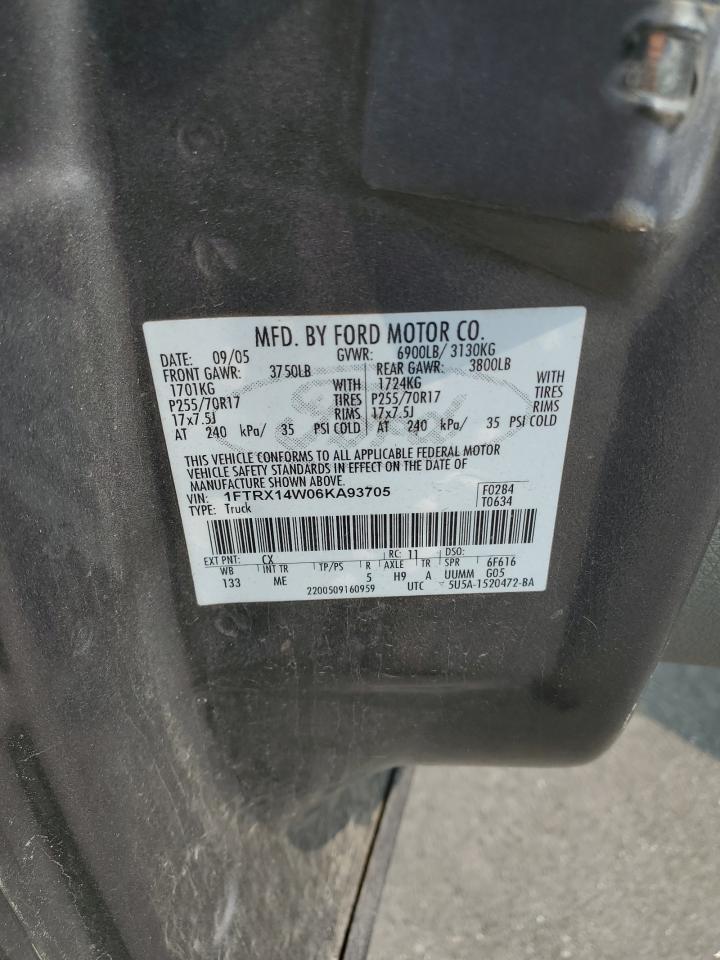 MFD. BY FORD MOTOR CO.
DATE: 09/05 GVWR: 6900LB/ 3130KG
FRONT GAWR: 3750LB REAR GAWR: 3800LB
1701KG WITH 1724KG WITH
P255/70R17 TIRES P255/70R17 TIRES
17x7.5J RIMS 17x7.5J RIMS
AT 240 kPa/ 35 PSI COLD AT 240 kPa/ 35 PSI COLD
Ford
THIS VEHICLE CONFORMS TO ALL APPLICABLE FEDERAL MOTOR
VEHICLE SAFETY STANDARDS IN EFFECT ON THE DATE OF
MANUFACTURE SHOWN ABOVE.
VIN: 1FTRX14W06KA93705 F0284
TYPE: Truck T0634
EXT PNT: CX RC: 11 DSO:
WB INT TR TP/PS R AXLE TR SPR 6F616
133 ME 5 H9 A UUMM G05
2200509160959 UTC 5U5A-1520472-BA